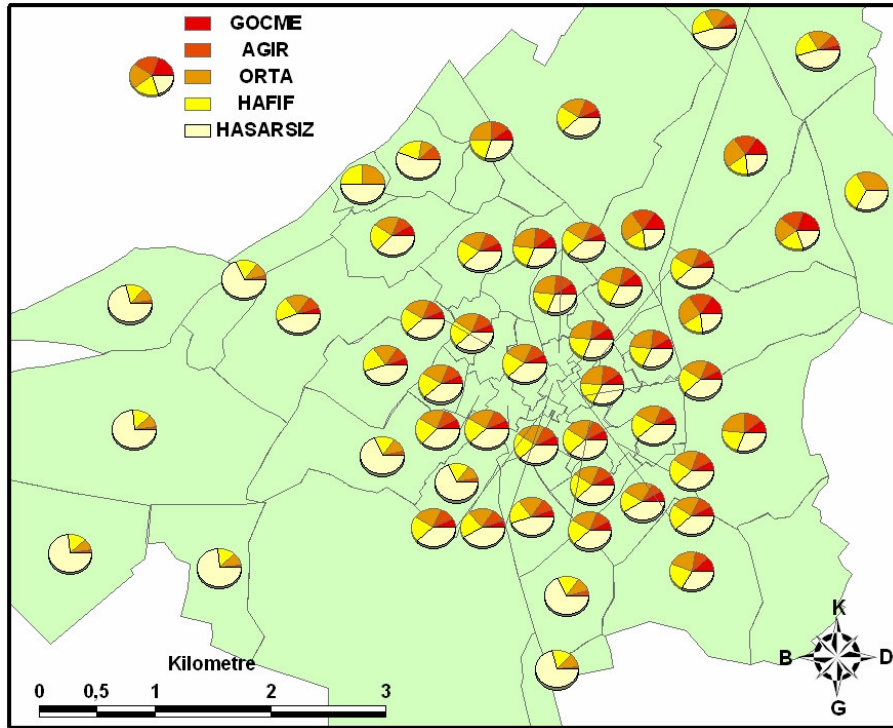 GOCME
AGIR
ORTA
HAFIF
HASARSIZ
K
B D
G
Kilometre
0 0,5 1 2 3